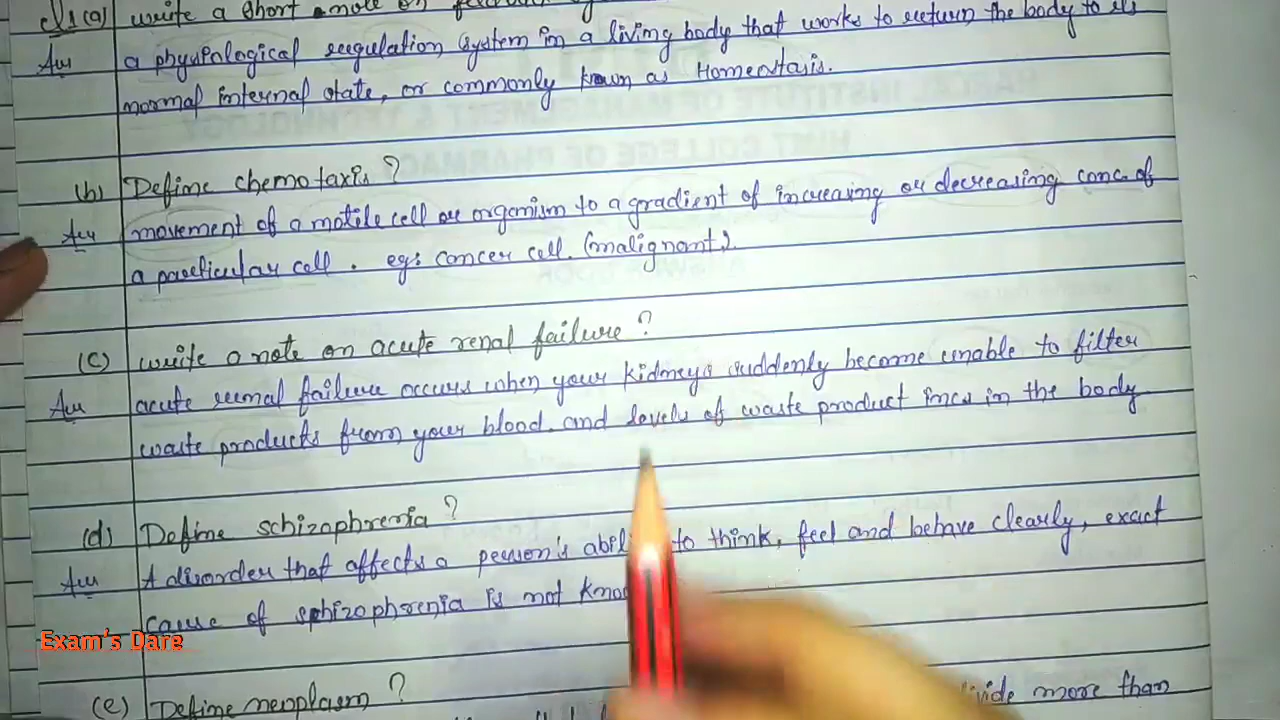 Q1.(a) write a short note on feedback
Ans a physiological regulation system in a living body that works to return the body to its
normal internal state, or commonly known as Homeostasis.
(b) Define chemotaxis ?
Ans movement of a motile cell or organism to a gradient of increasing or decreasing conc. of
a particular cell. eg: cancer cell. (malignant).
(c) write a note on acute renal failure ?
Ans acute renal failure occurs when your kidneys suddenly become unable to filter
waste products from your blood. and levels of waste product incs in the body
(d) Define schizophrenia ?
Ans A disorder that affects a person's to think, feel and behave clearly, exact
cause of schizophrenia is not
Exam's Dare
(e) Define neoplasm ?
more than